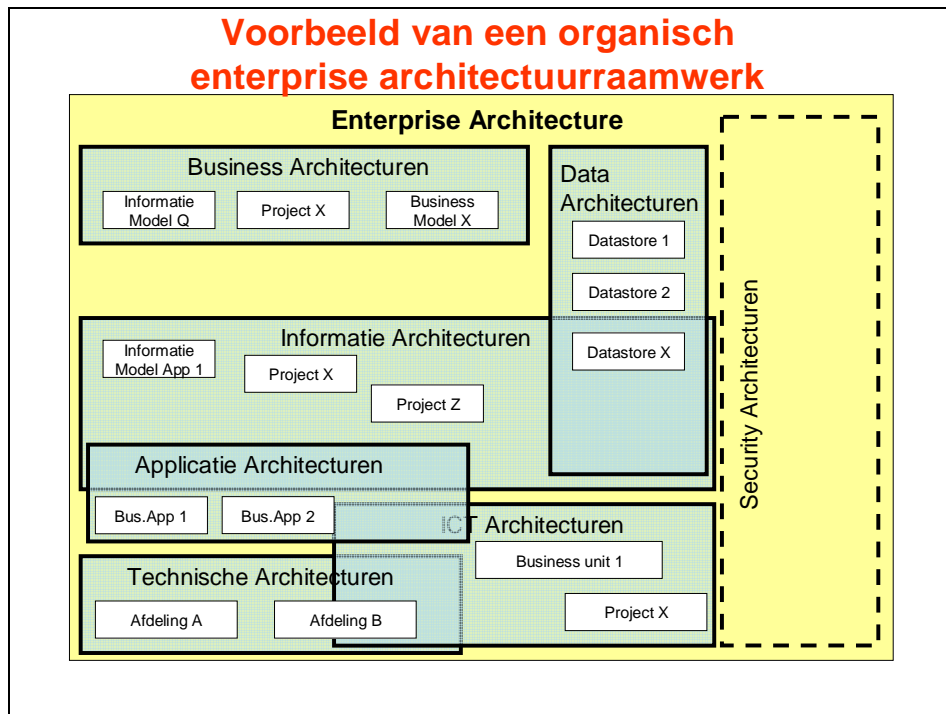 Voorbeeld van een organisch
enterprise architectuurraamwerk
Enterprise Architecture
Business Architecturen
Informatie
Model Q
Project X
Business
Model X
Data
Architecturen
Datastore 1
Datastore 2
Datastore X
Informatie Architecturen
Informatie
Model App 1
Project X
Project Z
Applicatie Architecturen
Bus.App 1
Bus.App 2
ICT Architecturen
Business unit 1
Project X
Technische Architecturen
Afdeling A
Afdeling B
Security Architecturen